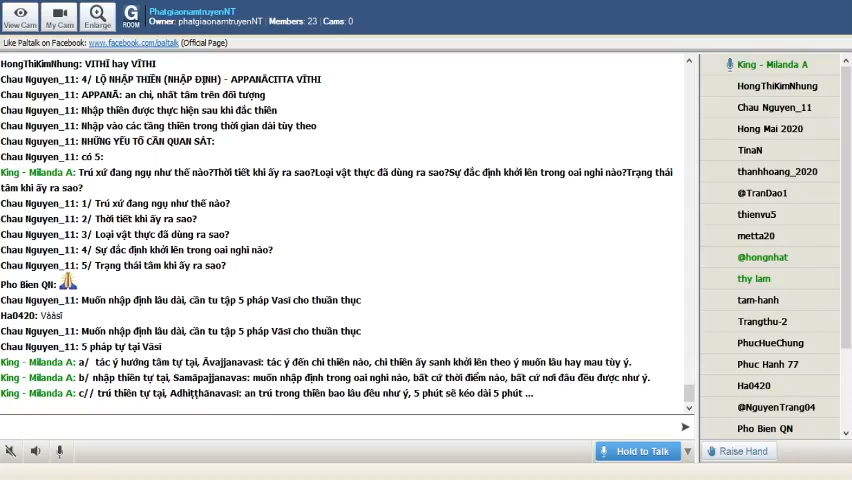 PhatgiaonamtruyenNT
Owner: phatgiaonamtruyenNT | Members: 23 | Cams: 0
View Cam
My Cam
Enlarge
G
ROOM
Like Paltalk on Facebook: www.facebook.com/paltalk (Official Page)
HongThiKimNhung: VITHĪ hay VĪTHI
Chau Nguyen_11: 4/ LỘ NHẬP THIỀN (NHẬP ĐỊNH) - APPANĀCITTA VĪTHI
Chau Nguyen_11: APPANĀ: an chỉ, nhất tâm trên đối tượng
Chau Nguyen_11: Nhập thiền được thực hiện sau khi đắc thiền
Chau Nguyen_11: Nhập vào các tầng thiền trong thời gian dài tùy theo
Chau Nguyen_11: NHỮNG YẾU TỐ CẦN QUAN SÁT:
Chau Nguyen_11: có 5:
King - Milanda A: Trú xứ đang ngụ như thế nào?Thời tiết khi ấy ra sao?Loại vật thực đã dùng ra sao?Sự đắc định khởi lên trong oai nghi nào?Trạng thái
tâm khi ấy ra sao?
Chau Nguyen_11: 1/ Trú xứ đang ngụ như thế nào?
Chau Nguyen_11: 2/ Thời tiết khi ấy ra sao?
Chau Nguyen_11: 3/ Loại vật thực đã dùng ra sao?
Chau Nguyen_11: 4/ Sự đắc định khởi lên trong oai nghi nào?
Chau Nguyen_11: 5/ Trạng thái tâm khi ấy ra sao?
Pho Bien QN:
Chau Nguyen_11: Muốn nhập định lâu dài, cần tu tập 5 pháp Vasī cho thuần thục
Ha0420: Vààsī
Chau Nguyen_11: Muốn nhập định lâu dài, cần tu tập 5 pháp Vasī cho thuần thục
Chau Nguyen_11: 5 pháp tự tại Vāsī
King - Milanda A: a/ tác ý hướng tâm tự tại, Āvajjanavasī: tác ý đến chi thiền nào, chi thiền ấy sanh khởi lên theo ý muốn lâu hay mau tùy ý.
King - Milanda A: b/ nhập thiền tự tại, Samāpajjanavas: muốn nhập định trong oai nghi nào, bất cứ thời điểm nào, bất cứ nơi đâu đều được như ý.
King - Milanda A: c// trú thiền tự tại, Adhiṭṭhānavasī: an trú trong thiền bao lâu đều như ý, 5 phút sẽ kéo dài 5 phút ...
King - Milanda A
HongThiKimNhung
Chau Nguyen_11
Hong Mai 2020
TinaN
thanhhoang_2020
@TranDao1
thienvu5
metta20
@hongnhat
thy lam
tam-hanh
Trangthu-2
PhucHueChung
Phuc Hanh 77
Ha0420
@NguyenTrang04
Pho Bien QN
Hold to Talk
Raise Hand